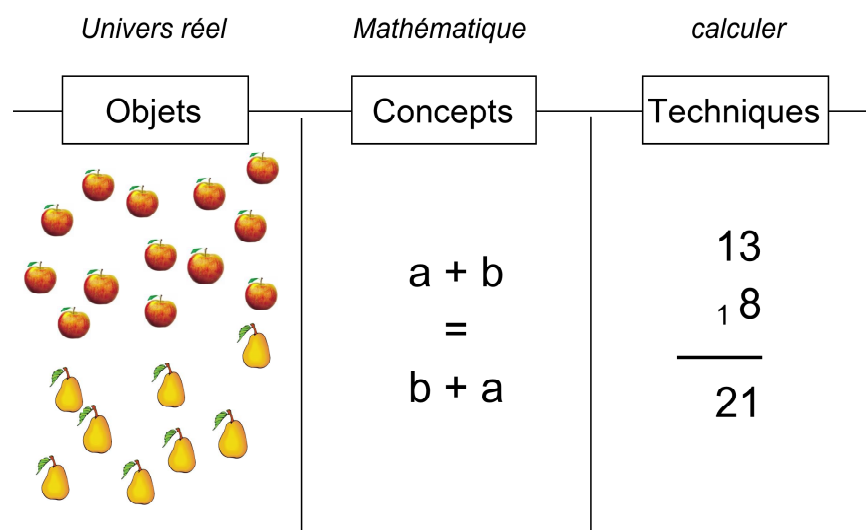 Univers réel
Mathématique
calculer
Objets
Concepts
Techniques
a + b
=
b + a
13
1 8
21